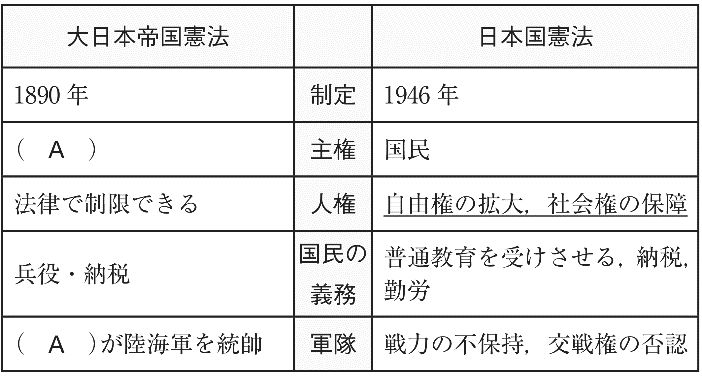 大日本帝国憲法 日本国憲法
1890年 制定 1946年
( A ) 主権 国民
法律で制限できる 人権 自由権の拡大，社会権の保障
兵役・納税 国民の義務 普通教育を受けさせる，納税，
勤労
( A )が陸海軍を統帥 軍隊 戦力の不保持，交戦権の否認